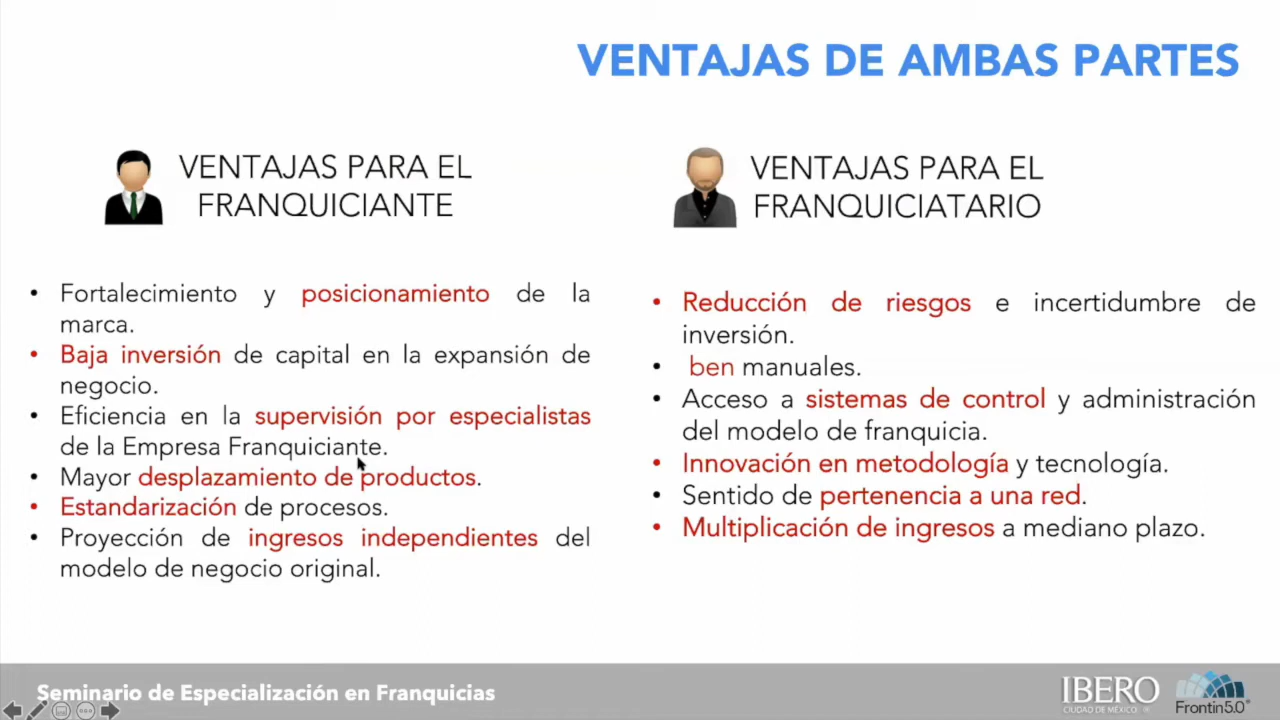 VENTAJAS DE AMBAS PARTES
VENTAJAS PARA EL
FRANQUICIANTE
• Fortalecimiento y posicionamiento de la
marca.
• Baja inversión de capital en la expansión de
negocio.
• Eficiencia en la supervisión por especialistas
de la Empresa Franquiciante.
• Mayor desplazamiento de productos.
• Estandarización de procesos.
• Proyección de ingresos independientes del
modelo de negocio original.
VENTAJAS PARA EL
FRANQUICIATARIO
• Reducción de riesgos e incertidumbre de
inversión.
• ben manuales.
• Acceso a sistemas de control y administración
del modelo de franquicia.
• Innovación en metodología y tecnología.
• Sentido de pertenencia a una red.
• Multiplicación de ingresos a mediano plazo.
Seminario de Especialización en Franquicias
IBERO
CIUDAD DE MÉXICO ®
Frontin5.0®